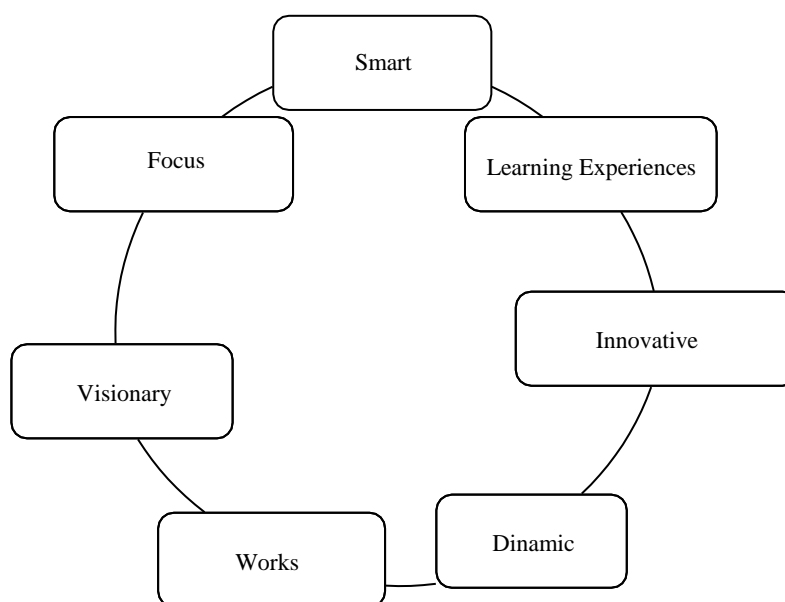 Smart
Learning Experiences
Innovative
Dinamic
Works
Visionary
Focus